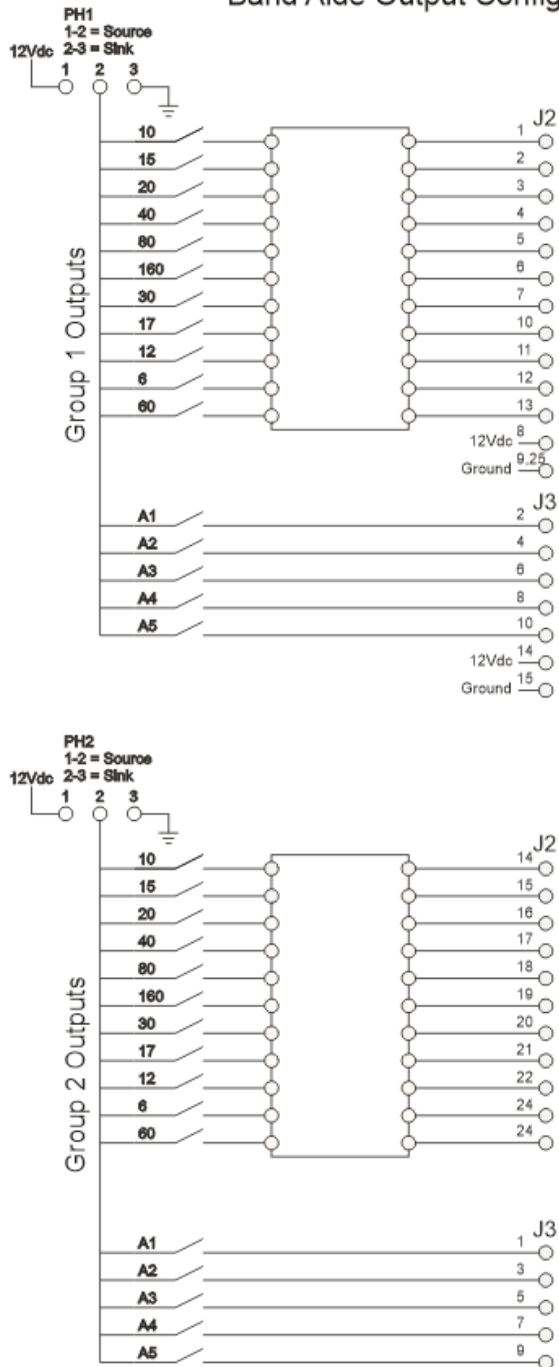 Band Aide Output Config
PH1
1-2 = Source
12Vdc 2-3 = Sink
1 2 3
J2
10 1
15 2
20 3
40 4
80 5
160 6
30 7
17 10
12 11
6 12
60 13
12Vdc 8
Ground 9,25
Group 1 Outputs
J3
A1 2
A2 4
A3 6
A4 8
A5 10
12Vdc 14
Ground 15
PH2
1-2 = Source
12Vdc 2-3 = Sink
1 2 3
J2
10 14
15 15
20 16
40 17
80 18
160 19
30 20
17 21
12 22
6 24
60 24
Group 2 Outputs
J3
A1 1
A2 3
A3 5
A4 7
A5 9